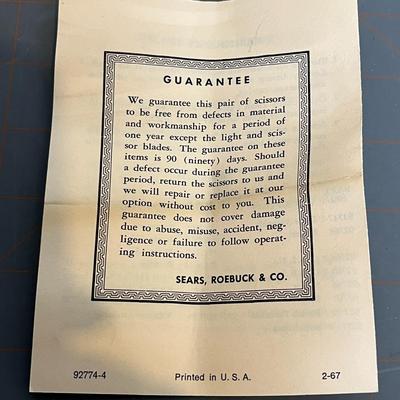 GUARANTEE
We guarantee this pair of scissors
to be free from defects in material
and workmanship for a period of
one year except the light and scis-
sor blades. The guarantee on these
items is 90 (ninety) days. Should
a defect occur during the guarantee
period, return the scissors to us and
we will repair or replace it at our
option without cost to you. This
guarantee does not cover damage
due to abuse, misuse, accident, neg-
ligence or failure to follow operat-
ing instructions.
SEARS, ROEBUCK & CO.
92774-4 Printed in U. S. A. 2-67